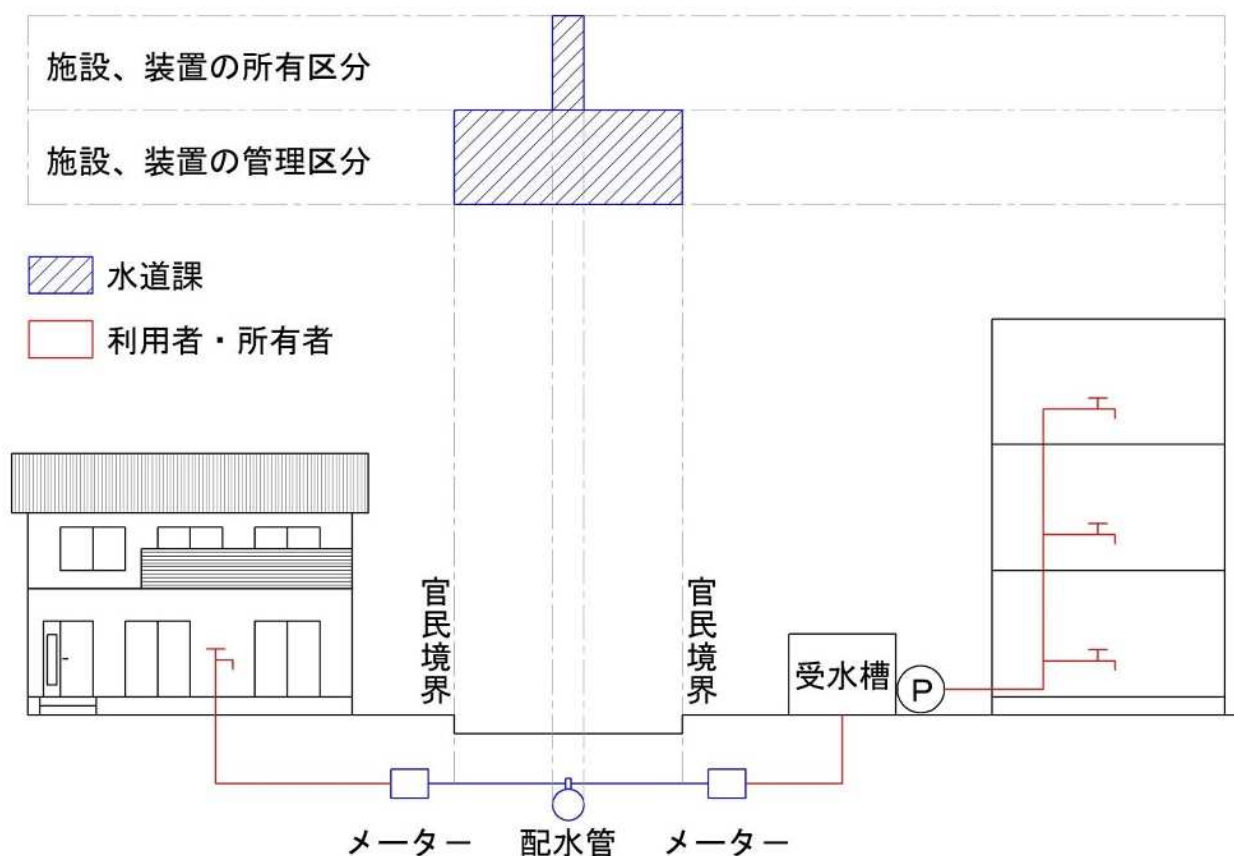 施設、装置の所有区分
施設、装置の管理区分
水道課
利用者・所有者
官民境界
官民境界
受水槽
P
メーター
配水管
メーター